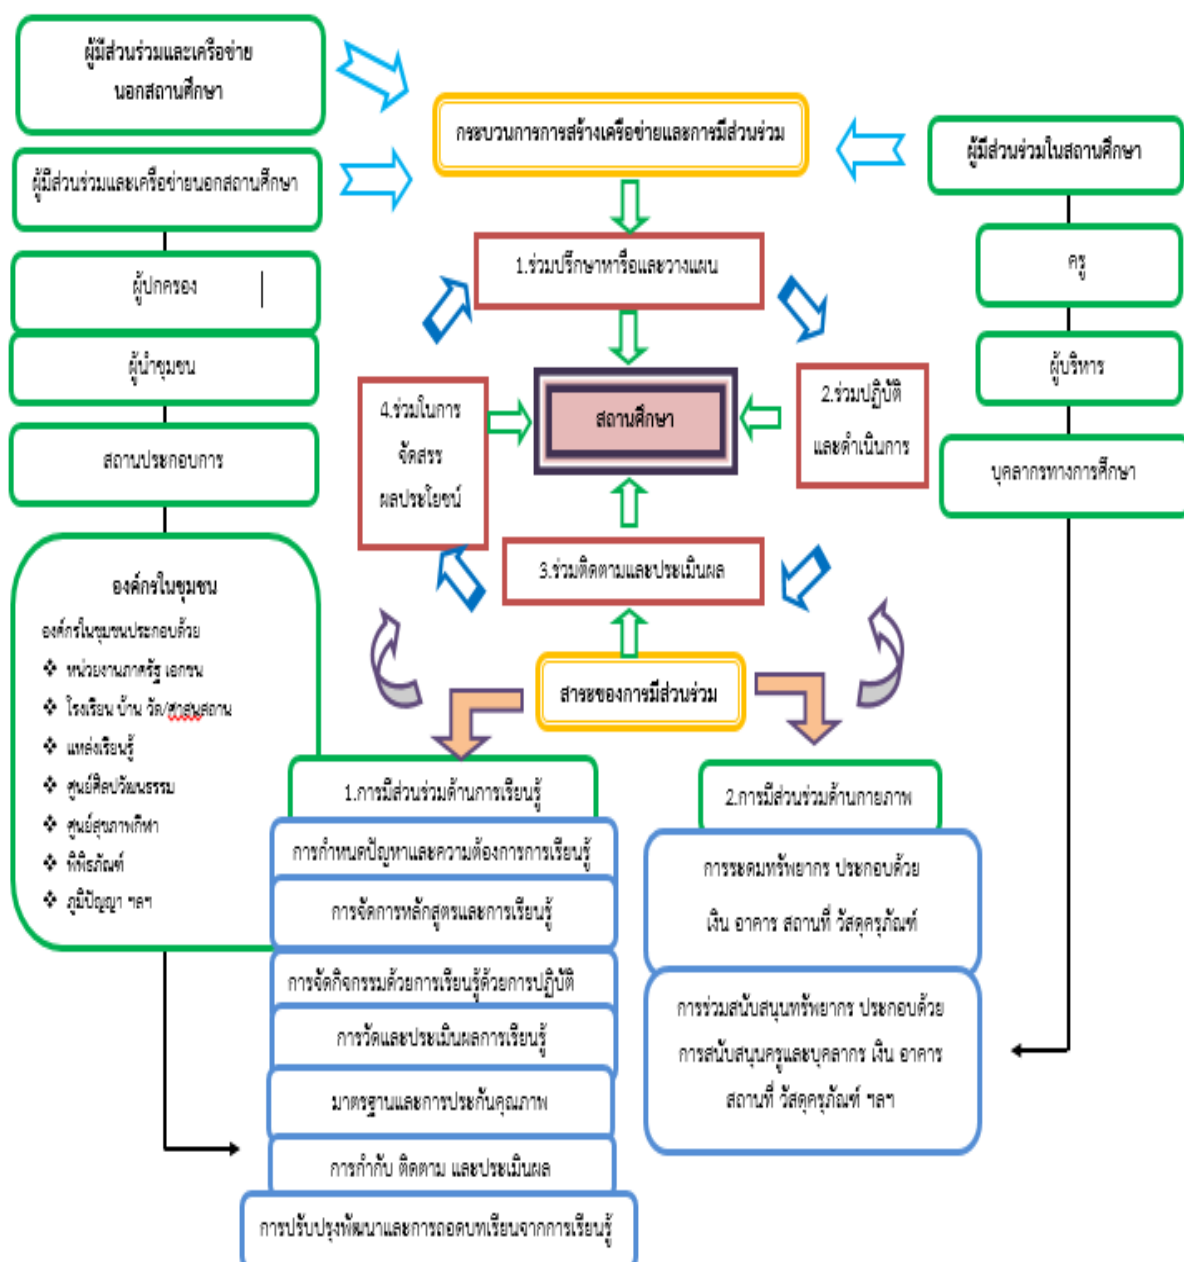 ผู้มีส่วนร่วมและเครือข่าย
นอกสถานศึกษา
กระบวนการการสร้างเครือข่ายและการมีส่วนร่วม
ผู้มีส่วนร่วมในสถานศึกษา
ผู้มีส่วนร่วมและเครือข่ายนอกสถานศึกษา
ผู้ปกครอง
ผู้นำชุมชน
สถานประกอบการ
องค์กรในชุมชน
องค์กรในชุมชนประกอบด้วย
❖ หน่วยงานภาครัฐ เอกชน
❖ โรงเรียน บ้าน วัด/ศาสนสถาน
❖ แหล่งเรียนรู้
❖ ศูนย์ศิลปวัฒนธรรม
❖ ศูนย์สุขภาพกีฬา
❖ พิพิธภัณฑ์
❖ ภูมิปัญญา ฯลฯ
1.ร่วมปรึกษาหารือและวางแผน
4.ร่วมในการ
จัดสรร
ผลประโยชน์
สถานศึกษา
2.ร่วมปฏิบัติ
และดำเนินการ
3.ร่วมติดตามและประเมินผล
สาระของการมีส่วนร่วม
ครู
ผู้บริหาร
บุคลากรทางการศึกษา
1.การมีส่วนร่วมด้านการเรียนรู้
การกำหนดปัญหาและความต้องการการเรียนรู้
การจัดการหลักสูตรและการเรียนรู้
การจัดกิจกรรมด้วยการเรียนรู้ด้วยการปฏิบัติ
การวัดและประเมินผลการเรียนรู้
มาตรฐานและการประกันคุณภาพ
การกำกับ ติดตาม และประเมินผล
การปรับปรุงพัฒนาและการถอดบทเรียนจากการเรียนรู้
2.การมีส่วนร่วมด้านกายภาพ
การระดมทรัพยากร ประกอบด้วย
เงิน อาคาร สถานที่ วัสดุครุภัณฑ์
การร่วมสนับสนุนทรัพยากร ประกอบด้วย
การสนับสนุนครูและบุคลากร เงิน อาคาร
สถานที่ วัสดุครุภัณฑ์ ฯลฯ